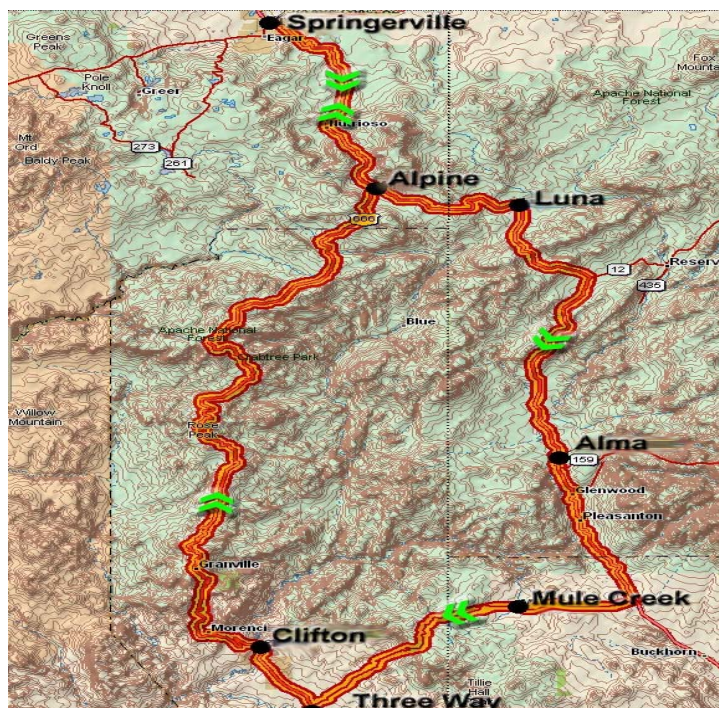 Springerville
Greens
Peak
Eagar
Fox
Mountain
Pole
Knoll
Greer
Apache National
Forest
Mt
Ord
273
Baldy Peak
261
Alpine
Luna
666
12
Reserv
435
Blue
Apache National
Forest
Crabtree Park
Willow
Mountain
Rose
Peak
Alma
159
Glenwood
Pleasanton
Granville
Mule Creek
Morenci
Clifton
Buckhorn
Tillie
Hall
Three Way